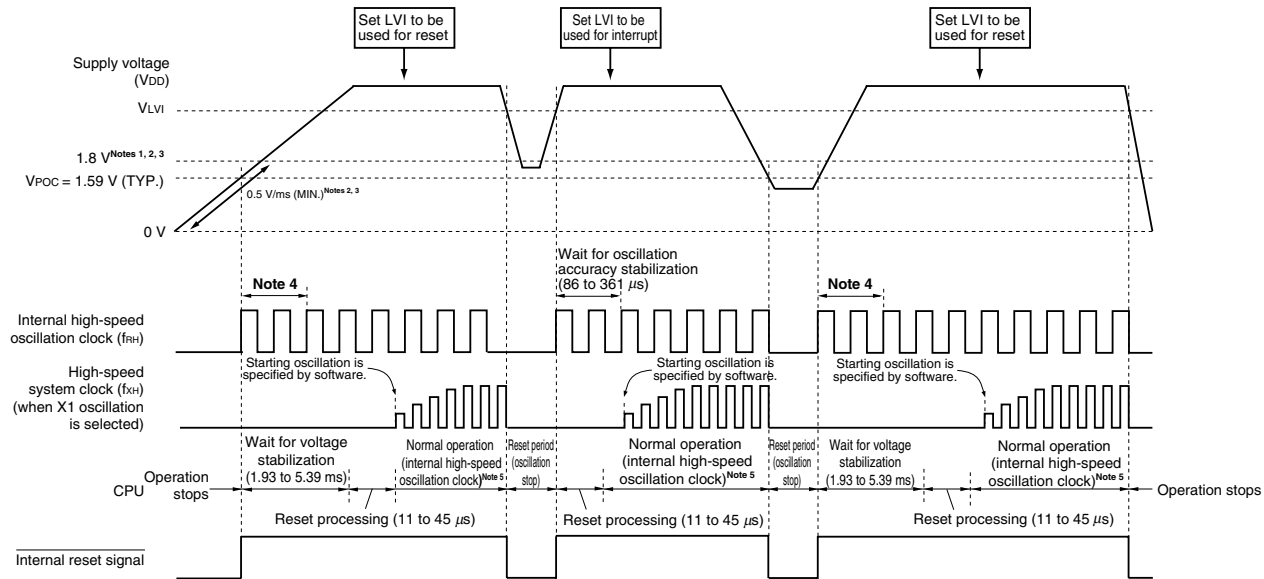 Set LVI to be
used for reset
Set LVI to be
used for interrupt
Set LVI to be
used for reset
Supply voltage
(VDD)
VLVI
1.8 V Notes 1, 2, 3
VPOC = 1.59 V (TYP.)
0.5 V/ms (MIN.) Notes 2, 3
0 V
Wait for oscillation
accuracy stabilization
(86 to 361 μs)
Note 4
Note 4
Internal high-speed
oscillation clock (fRH)
Starting oscillation is
specified by software.
Starting oscillation is
specified by software.
Starting oscillation is
specified by software.
High-speed
system clock (fXH)
(when X1 oscillation
is selected)
Wait for voltage
stabilization
(1.93 to 5.39 ms)
Normal operation
(internal high-speed
oscillation clock) Note 5
Reset period
(oscillation
stop)
Normal operation
(internal high-speed
oscillation clock) Note 5
Reset period
(oscillation
stop)
Wait for voltage
stabilization
(1.93 to 5.39 ms)
Normal operation
(internal high-speed
oscillation clock) Note 5
CPU
Operation
stops
Operation stops
Reset processing (11 to 45 μs)
Reset processing (11 to 45 μs)
Reset processing (11 to 45 μs)
Internal reset signal